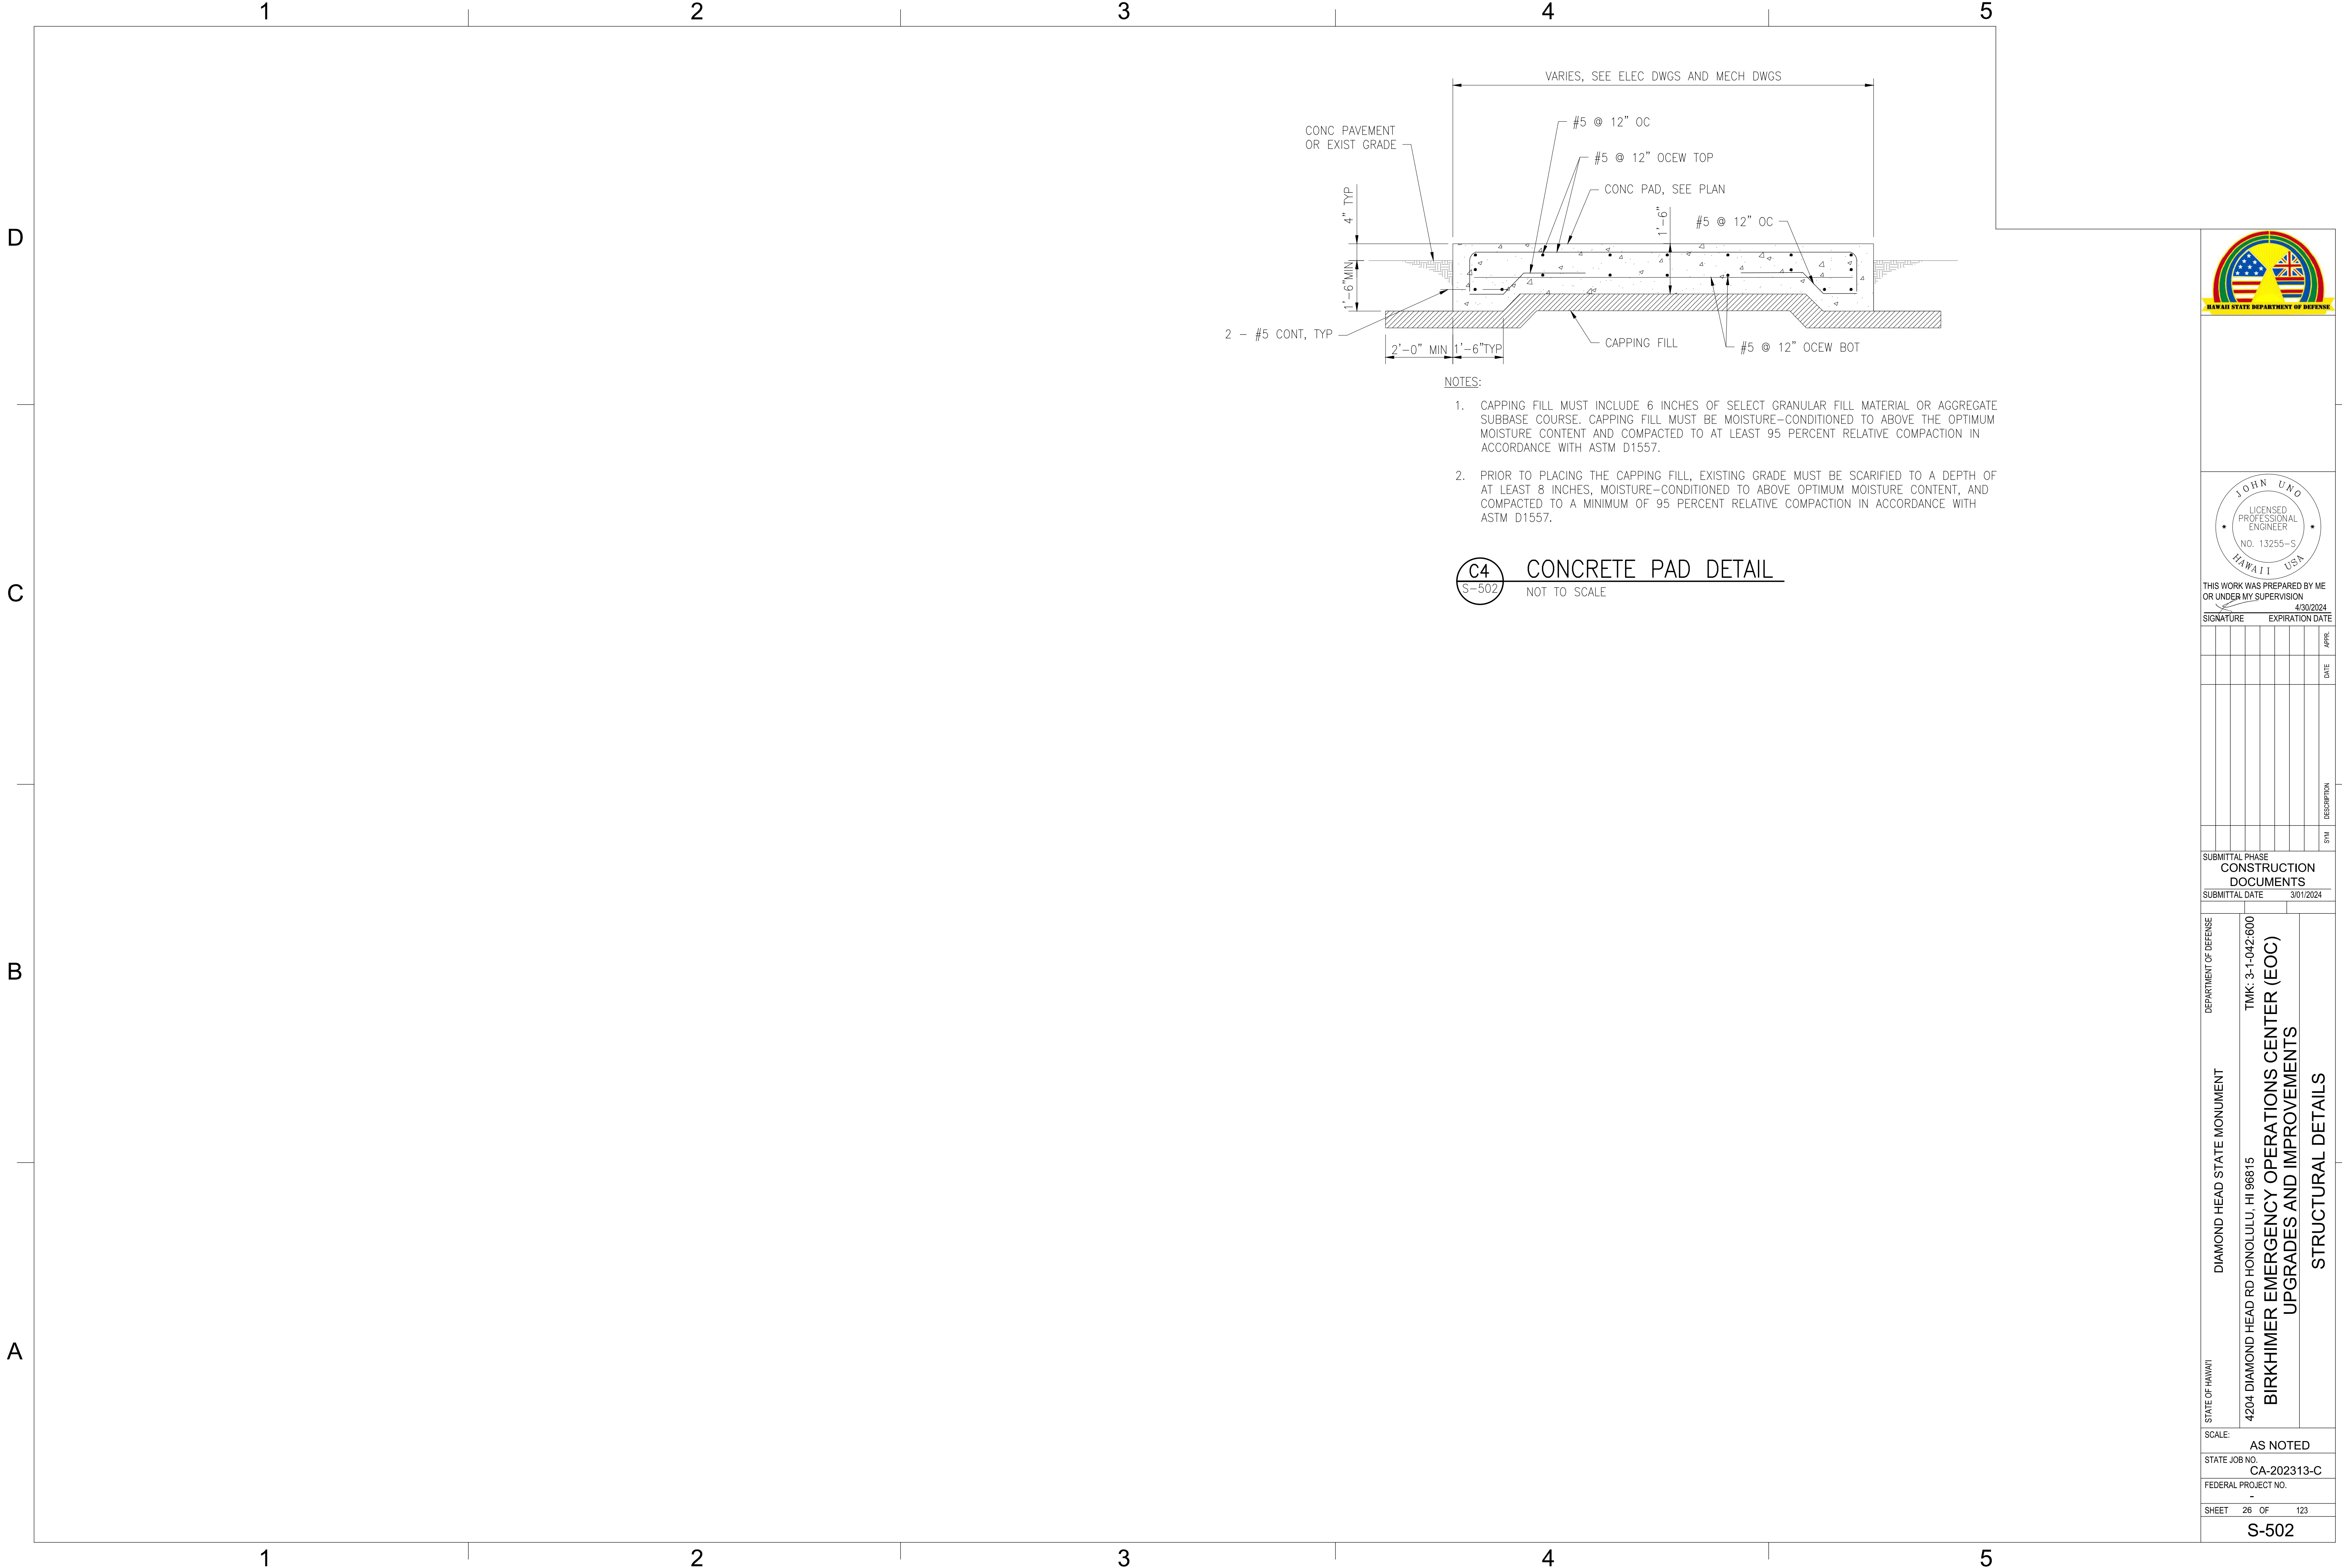 1 2 3 4 5
VARIES, SEE ELEC DWGS AND MECH DWGS
#5 @ 12" OC
CONC PAVEMENT
OR EXIST GRADE
#5 @ 12" OCEW TOP
CONC PAD, SEE PLAN
4" TYP
1'-6"
#5 @ 12" OC
1'-6"MIN
2 - #5 CONT, TYP
2'-0" MIN
1'-6"TYP
CAPPING FILL
#5 @ 12" OCEW BOT
NOTES:
1. CAPPING FILL MUST INCLUDE 6 INCHES OF SELECT GRANULAR FILL MATERIAL OR AGGREGATE
SUBBASE COURSE. CAPPING FILL MUST BE MOISTURE-CONDITIONED TO ABOVE THE OPTIMUM
MOISTURE CONTENT AND COMPACTED TO AT LEAST 95 PERCENT RELATIVE COMPACTION IN
ACCORDANCE WITH ASTM D1557.
2. PRIOR TO PLACING THE CAPPING FILL, EXISTING GRADE MUST BE SCARIFIED TO A DEPTH OF
AT LEAST 8 INCHES, MOISTURE-CONDITIONED TO ABOVE OPTIMUM MOISTURE CONTENT, AND
COMPACTED TO A MINIMUM OF 95 PERCENT RELATIVE COMPACTION IN ACCORDANCE WITH
ASTM D1557.
C4
S-502
CONCRETE PAD DETAIL
NOT TO SCALE
D
C
B
A
HAWAII STATE DEPARTMENT OF DEFENSE
JOHN UNO
LICENSED
PROFESSIONAL
ENGINEER
NO. 13255-S
HAWAII USA
THIS WORK WAS PREPARED BY ME
OR UNDER MY SUPERVISION
4/30/2024
SIGNATURE EXPIRATION DATE
APPR.
DATE
DESCRIPTION
SYM
SUBMITTAL PHASE
CONSTRUCTION
DOCUMENTS
SUBMITTAL DATE 3/01/2024
STATE OF HAWAI'I
DIAMOND HEAD STATE MONUMENT
DEPARTMENT OF DEFENSE
4204 DIAMOND HEAD RD HONOLULU, HI 96815
TMK: 3-1-042:600
BIRKHIMER EMERGENCY OPERATIONS CENTER (EOC)
UPGRADES AND IMPROVEMENTS
STRUCTURAL DETAILS
SCALE:
AS NOTED
STATE JOB NO.
CA-202313-C
FEDERAL PROJECT NO.
-
SHEET 26 OF 123
S-502
1 2 3 4 5